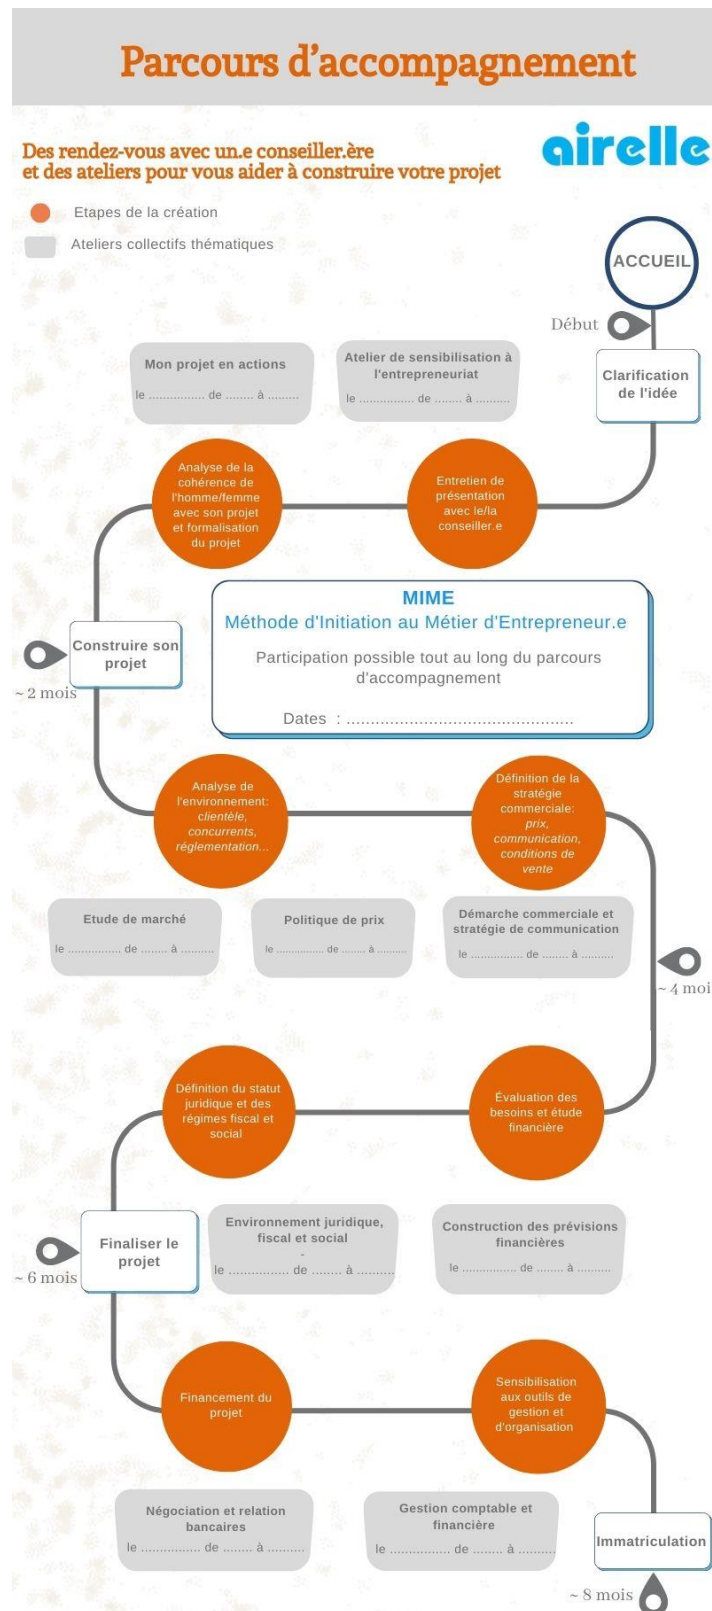 Parcours d'accompagnement
Des rendez-vous avec un.e conseiller.ère
et des ateliers pour vous aider à construire votre projet
airelle
Etapes de la création
Ateliers collectifs thématiques
ACCUEIL
Début
Clarification
de l'idée
Mon projet en actions
le ................ de ........ à .........
Atelier de sensibilisation à
l'entrepreneuriat
le ................ de ........ à ..........
Analyse de la
cohérence de
l'homme/femme
avec son projet
et formalisation
du projet
Entretien de
présentation
avec le/la
conseiller.e
MIME
Méthode d'Initiation au Métier d'Entrepreneur.e
Participation possible tout au long du parcours
d'accompagnement
Dates : ...............................................
Construire son
projet
~ 2 mois
Analyse de
l'environnement:
clientèle,
concurrents,
réglementation...
Définition de la
stratégie
commerciale:
prix,
communication,
conditions de
vente
Etude de marché
le ................ de ........ à ..........
Politique de prix
le ................ de ........ à ..........
Démarche commerciale et
stratégie de communication
le ................ de ........ à ..........
~ 4 moi
Définition du statut
juridique et des
régimes fiscal et
social
Évaluation des
besoins et étude
financière
Finaliser le
projet
~ 6 mois
Environnement juridique,
fiscal et social
-
le ................ de ........ à ..........
Construction des prévisions
financières
le ................ de ........ à ..........
Financement du
projet
Sensibilisation
aux outils de
gestion et
d'organisation
Négociation et relation
bancaires
le ................ de ........ à ..........
Gestion comptable et
financière
le ................ de ........ à ..........
Immatriculation
~ 8 mois